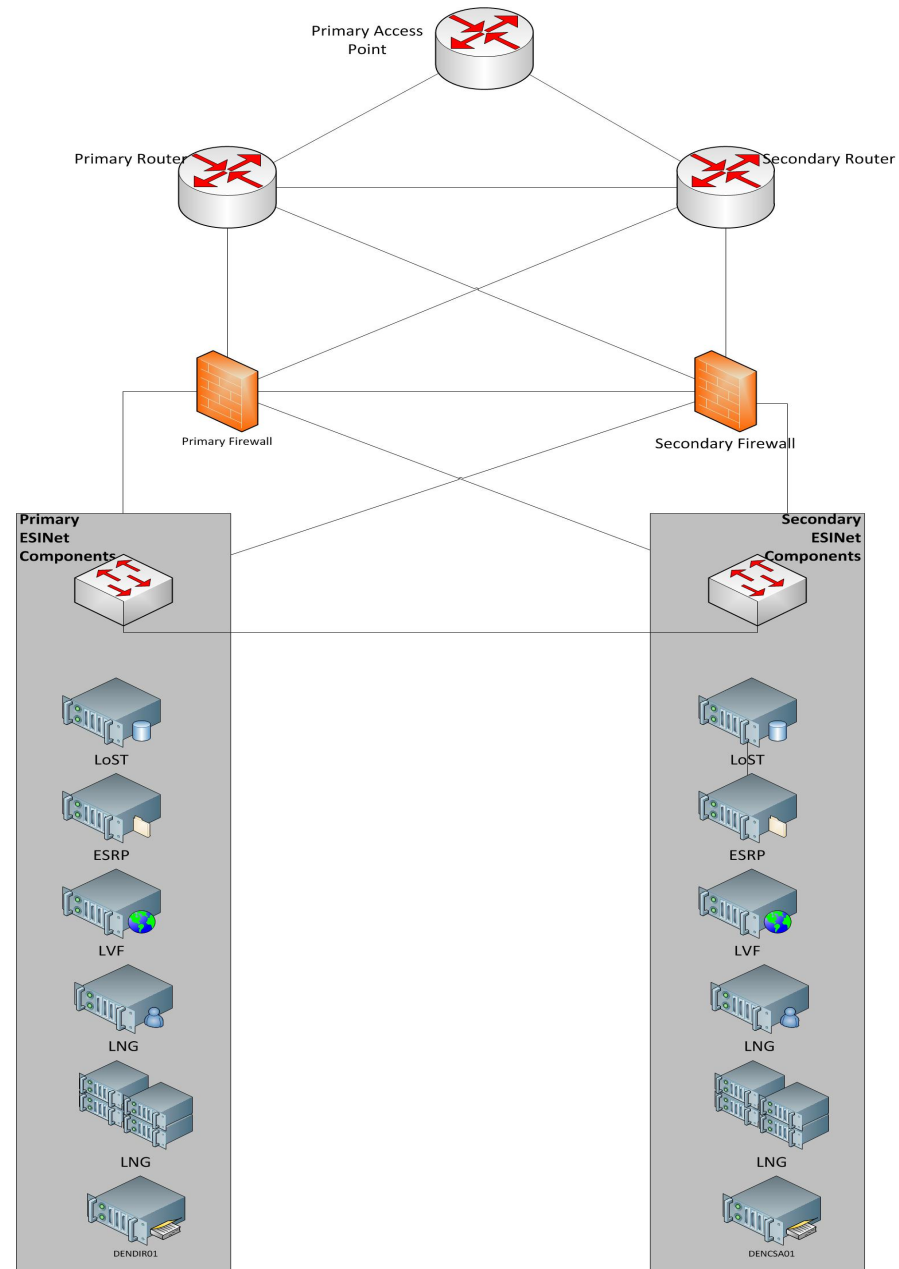 Primary Access
Point
Primary Router
Secondary Router
Primary Firewall
Secondary Firewall
Primary
ESINet
Components
Secondary
ESINet
Components
LoST
LoST
ESRP
ESRP
LVF
LVF
LNG
LNG
LNG
LNG
DENDIR01
DENCSA01